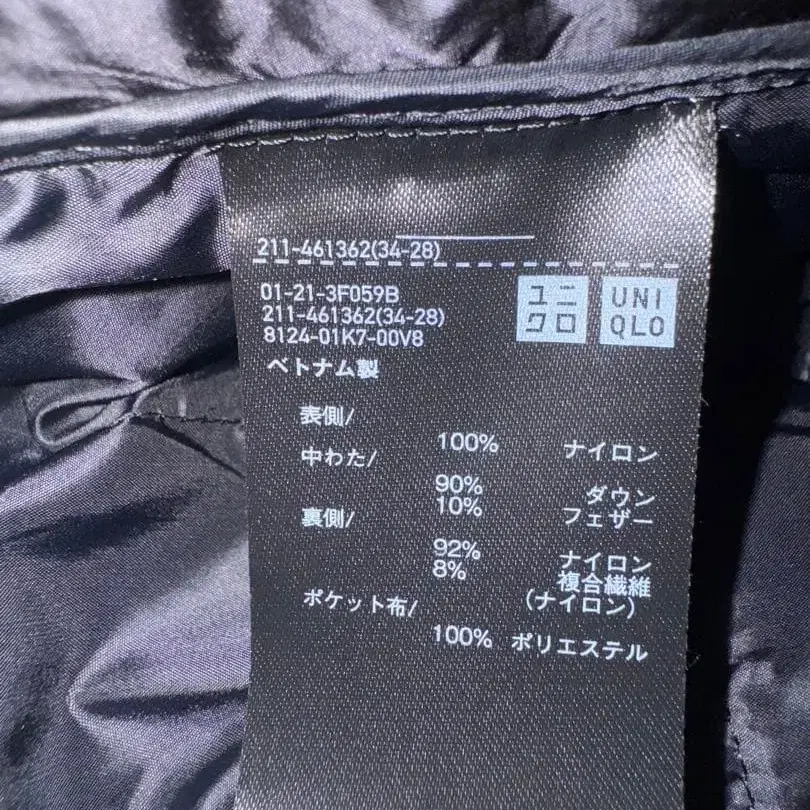 211-461362(34-28)
01-21-3F059B
211-461362(34-28)
8124-01K7-00V8
ユニ
クロ
UNI
QLO
ベトナム製
表側/
100% ナイロン
中わた/
90% ダウン
10% フェザー
裏側/
92% ナイロン
8% 複合繊維
(ナイロン)
ポケット布/
100% ポリエステル